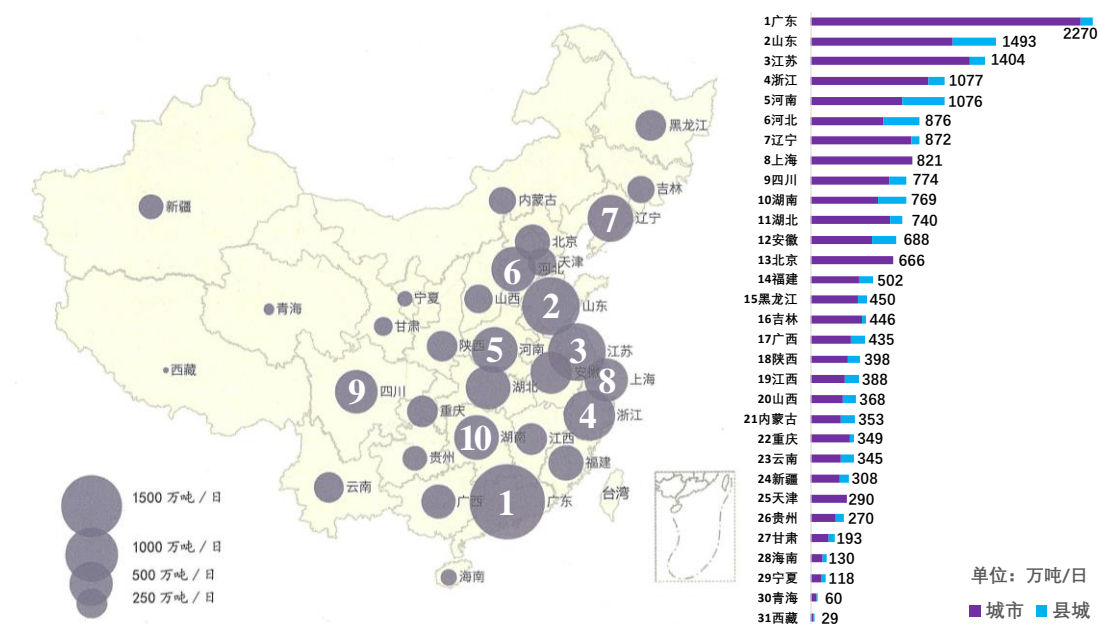 黑龙江
吉林
内蒙古
新疆
7
辽宁
北京
天津
6
河北
宁夏
山西
2
山东
青海
甘肃
陕西
5
河南
3
江苏
西藏
安徽
8
上海
9
四川
湖北
重庆
4
浙江
10
湖南
江西
贵州
福建
云南
广西
1
广东
台湾
海南
1500 万吨 / 日
1000 万吨 / 日
500 万吨 / 日
250 万吨 / 日
1广东 2270
2山东 1493
3江苏 1404
4浙江 1077
5河南 1076
6河北 876
7辽宁 872
8上海 821
9四川 774
10湖南 769
11湖北 740
12安徽 688
13北京 666
14福建 502
15黑龙江 450
16吉林 446
17广西 435
18陕西 398
19江西 388
20山西 368
21内蒙古 353
22重庆 349
23云南 345
24新疆 308
25天津 290
26贵州 270
27甘肃 193
28海南 130
29宁夏 118
30青海 60
31西藏 29
单位：万吨/日
城市 县城